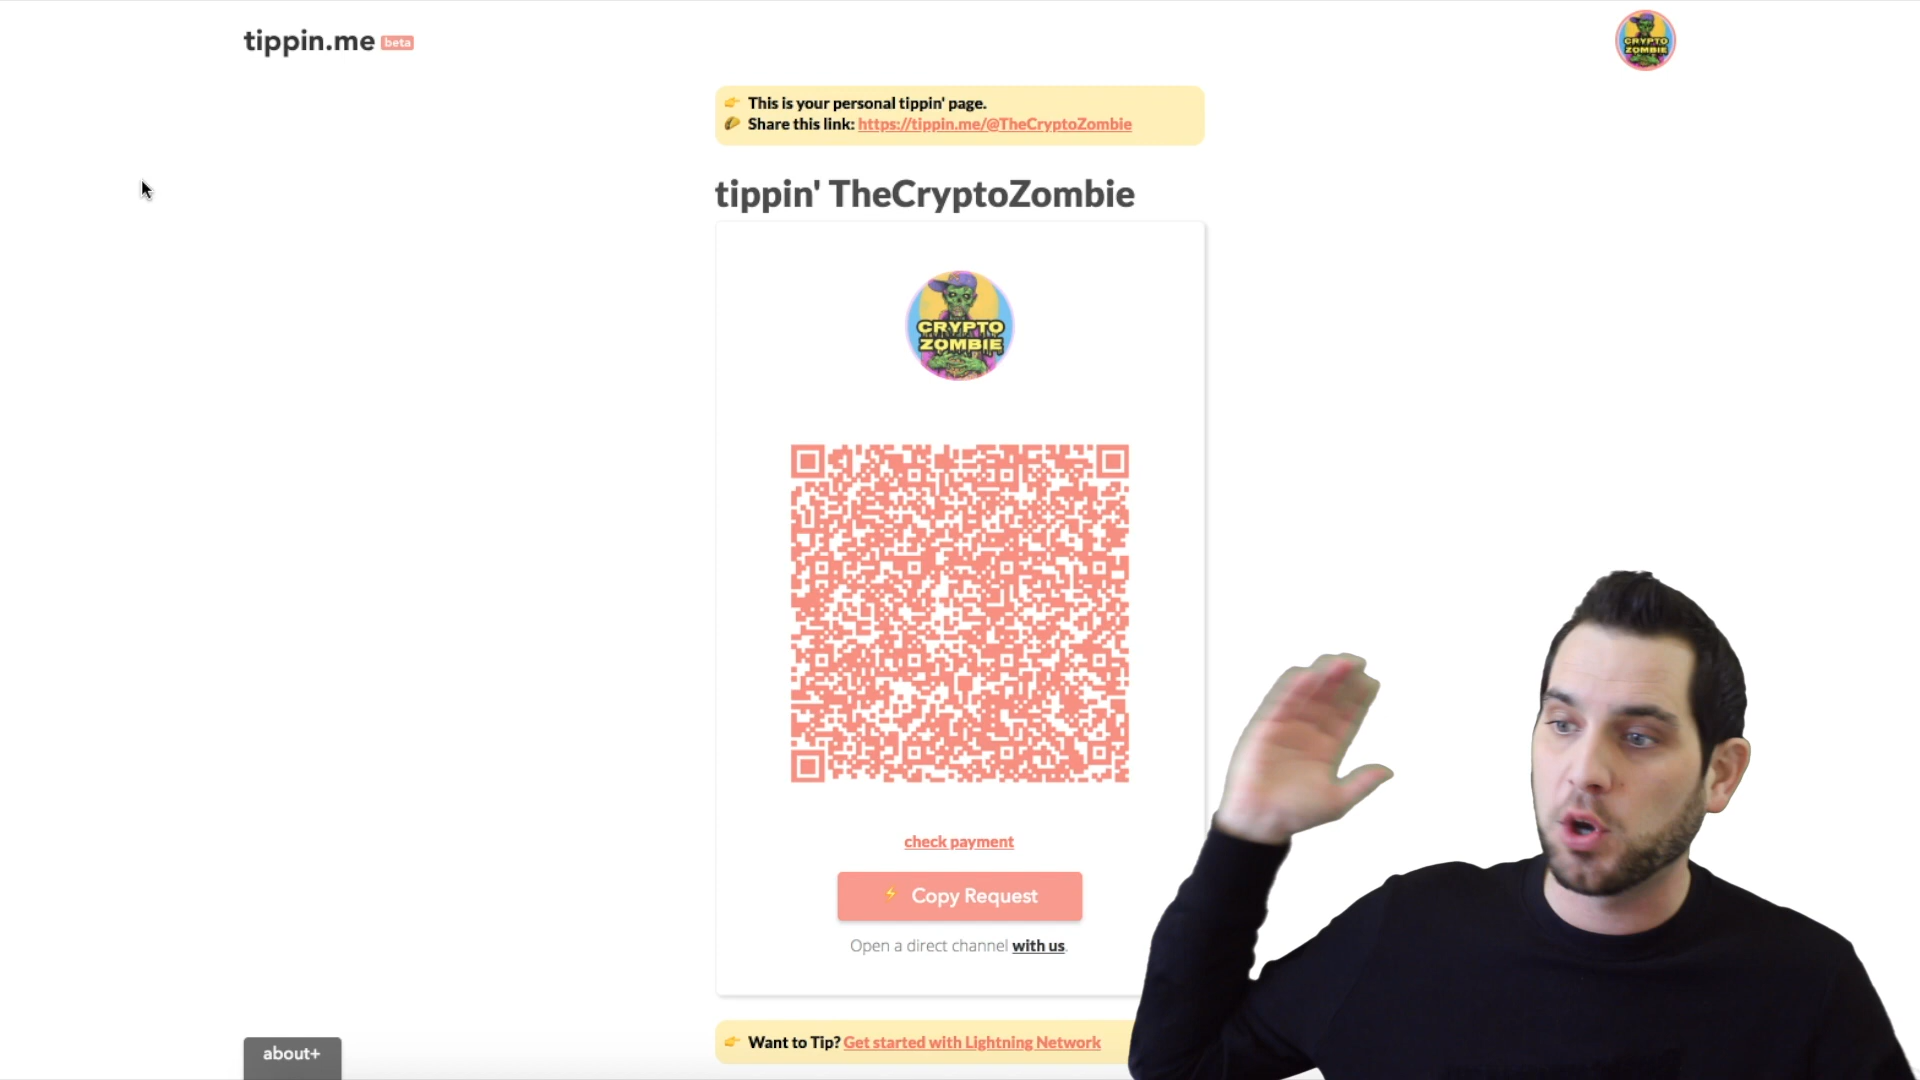 tippin.me beta
CRYPTO
ZOMBIE
👉 This is your personal tippin' page.
🌮 Share this link: https://tippin.me/@TheCryptoZombie
tippin' TheCryptoZombie
CRYPTO
ZOMBIE
check payment
⚡ Copy Request
Open a direct channel with us.
👉 Want to Tip? Get started with Lightning Network
about+